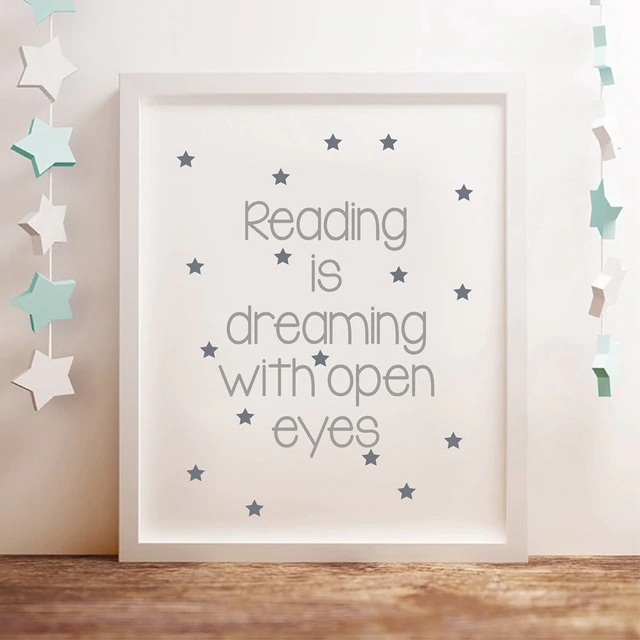 Reading
is
dreaming
with open
eyes